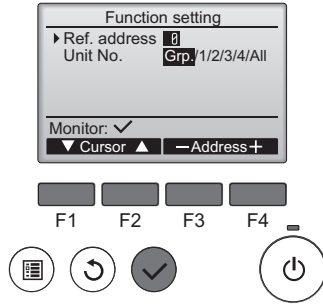 Function setting
Ref. address 0
Unit No. Grp./1/2/3/4/All
Monitor: ✓
▼ Cursor ▲ −Address+
F1 F2 F3 F4